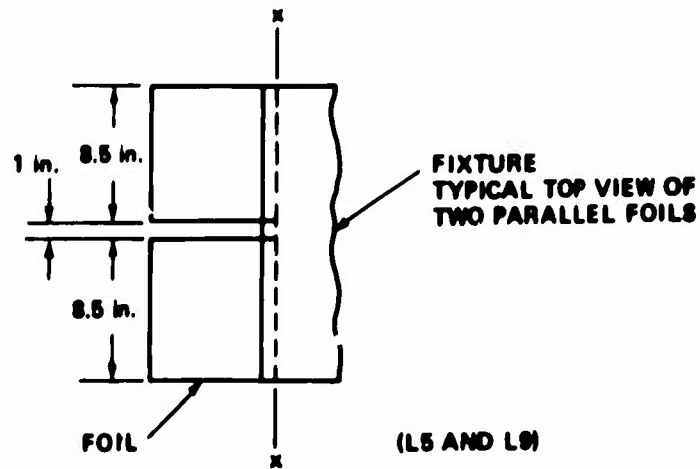 x
1 in.
8.5 in.
FIXTURE
TYPICAL TOP VIEW OF
TWO PARALLEL FOILS
8.5 in.
FOIL
(L5 AND L9)
x